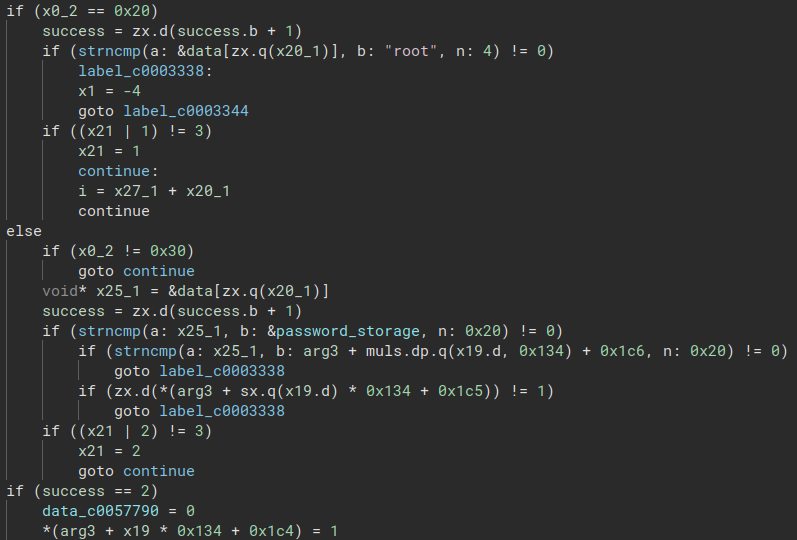 if (x0_2 == 0x20)
success = zx.d(success.b + 1)
if (strncmp(a: &data[zx.q(x20_1)], b: "root", n: 4) != 0)
label_c0003338:
x1 = -4
goto label_c0003344
if ((x21 | 1) != 3)
x21 = 1
continue:
i = x27_1 + x20_1
continue
else
if (x0_2 != 0x30)
goto continue
void* x25_1 = &data[zx.q(x20_1)]
success = zx.d(success.b + 1)
if (strncmp(a: x25_1, b: &password_storage, n: 0x20) != 0)
if (strncmp(a: x25_1, b: arg3 + muls.dp.q(x19.d, 0x134) + 0x1c6, n: 0x20) != 0)
goto label_c0003338
if (zx.d(*(arg3 + sx.q(x19.d) * 0x134 + 0x1c5)) != 1)
goto label_c0003338
if ((x21 | 2) != 3)
x21 = 2
goto continue
if (success == 2)
data_c0057790 = 0
*(arg3 + x19 * 0x134 + 0x1c4) = 1